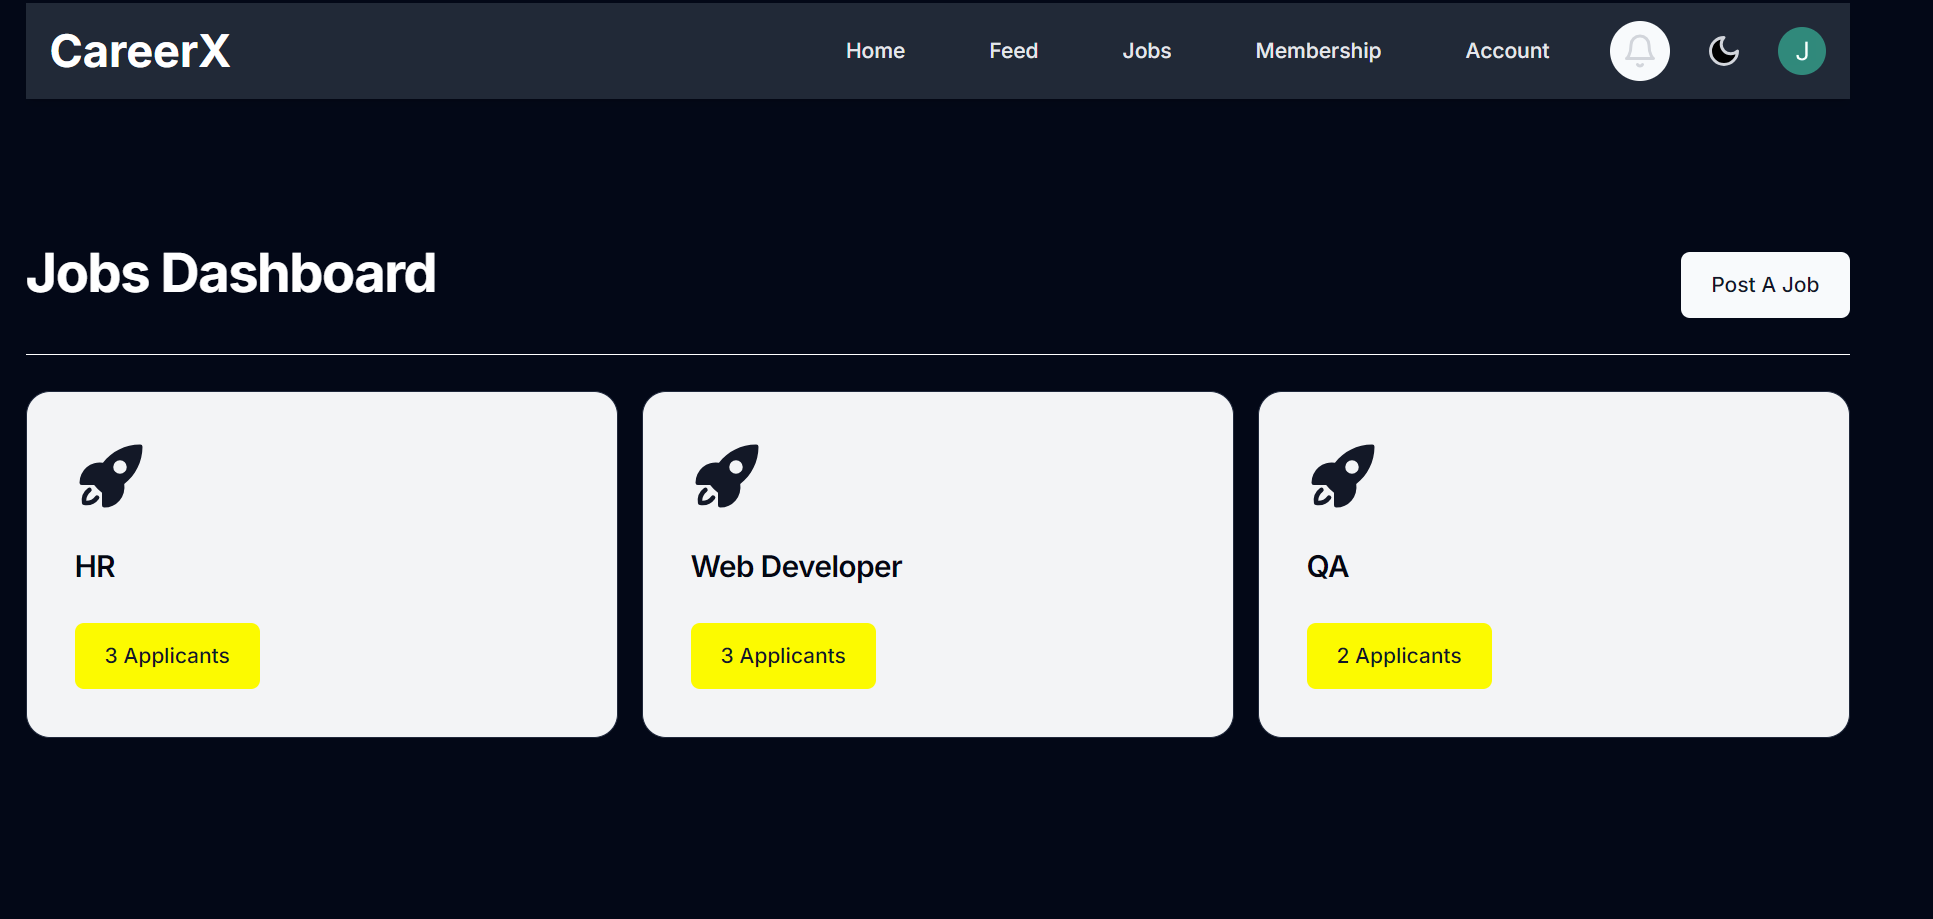 CareerX
Home
Feed
Jobs
Membership
Account
J
Jobs Dashboard
Post A Job
HR
Web Developer
QA
3 Applicants
3 Applicants
2 Applicants